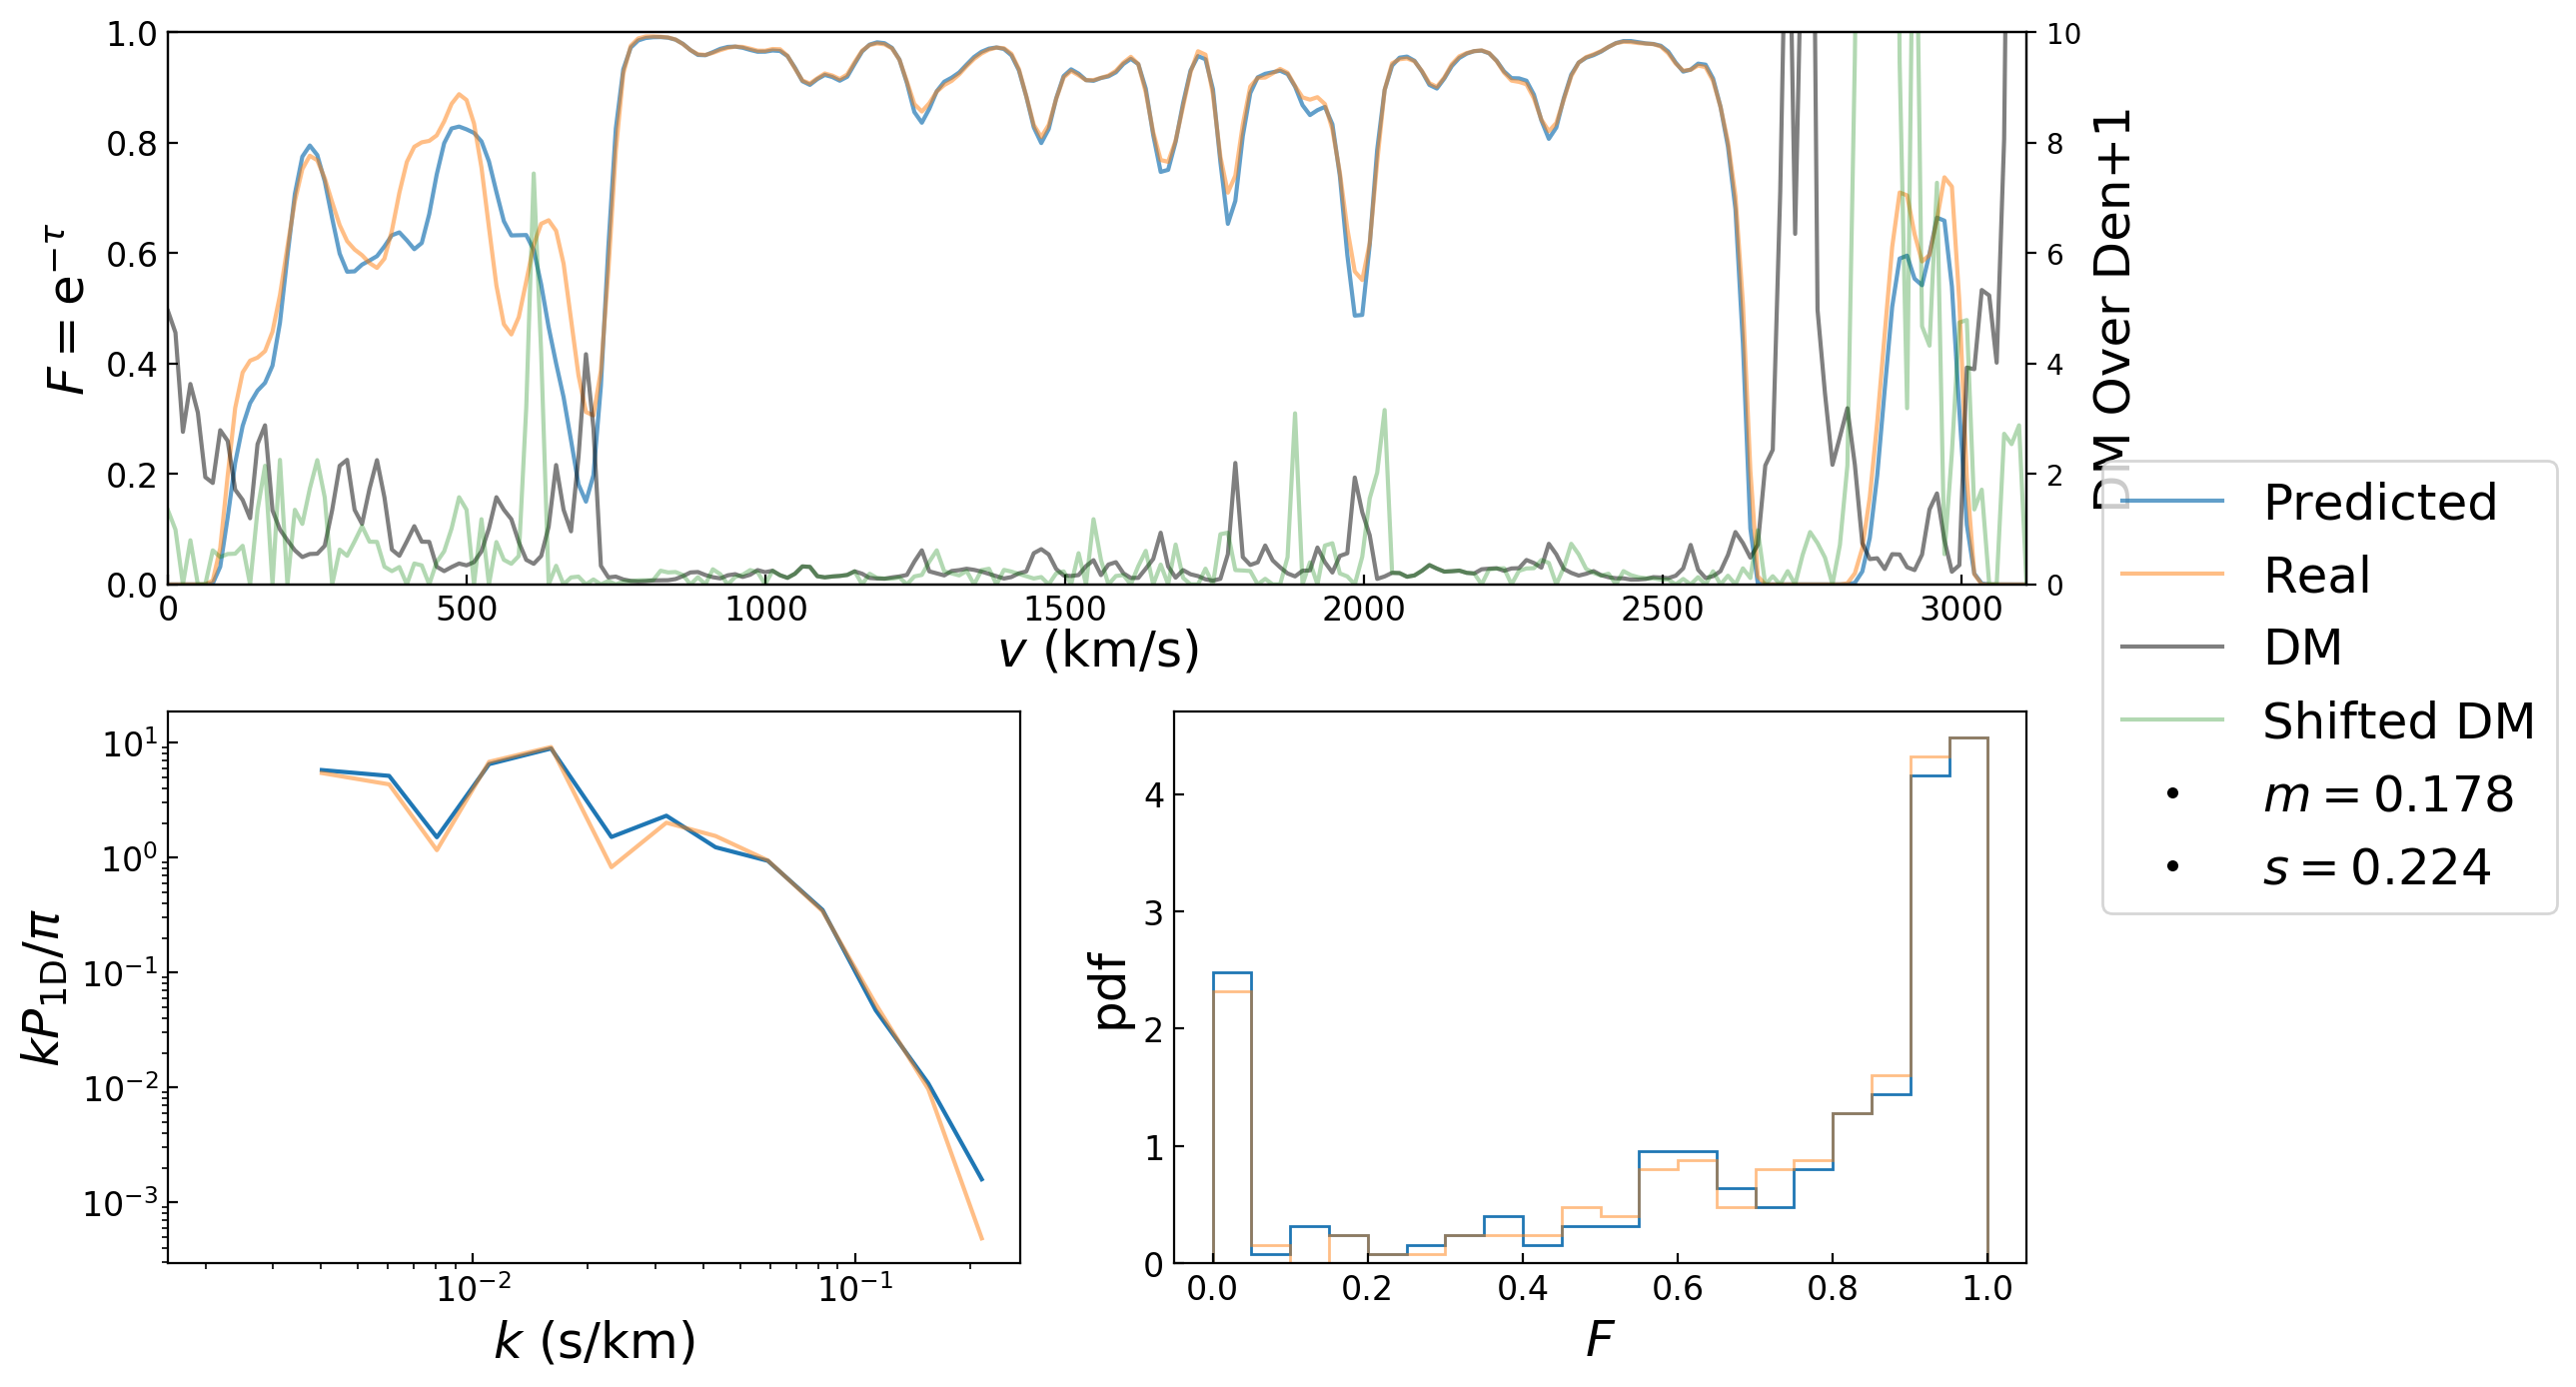 1.0
0.8
0.6
0.4
0.2
0.0
F = e^{-τ}
10
8
6
4
2
0
DM Over Den+1
0 500 1000 1500 2000 2500 3000
v (km/s)
Predicted
Real
DM
Shifted DM
m = 0.178
s = 0.224
10^1
10^0
10^{-1}
10^{-2}
10^{-3}
kP_{1D}/π
10^{-2} 10^{-1}
k (s/km)
4
3
2
1
0
pdf
0.0 0.2 0.4 0.6 0.8 1.0
F